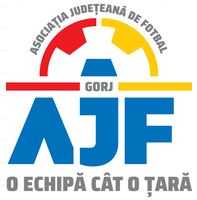 ASOCIAȚIA JUDEȚEANĂ DE FOTBAL
GORJ
AJF
O ECHIPĂ CÂT O ȚARĂ